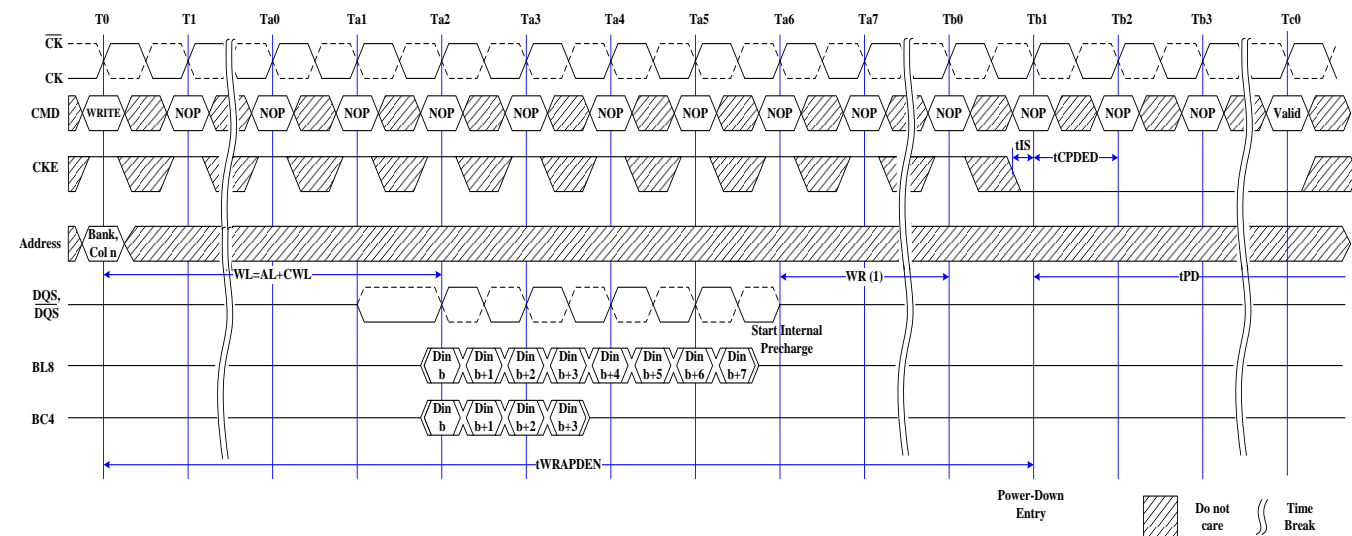 T0 T1 Ta0 Ta1 Ta2 Ta3 Ta4 Ta5 Ta6 Ta7 Tb0 Tb1 Tb2 Tb3 Tc0
CK
CK
CMD WRITE NOP NOP NOP NOP NOP NOP NOP NOP NOP NOP NOP NOP NOP Valid
tIS
CKE tCPDED
Address Bank,
Col n
WL=AL+CWL WR (1) tPD
DQS,
DQS
Start Internal
Precharge
BL8 Din Din Din Din Din Din Din Din
b b+1 b+2 b+3 b+4 b+5 b+6 b+7
BC4 Din Din Din Din
b b+1 b+2 b+3
tWRAPDEN
Power-Down
Entry
Do not
care
Time
Break